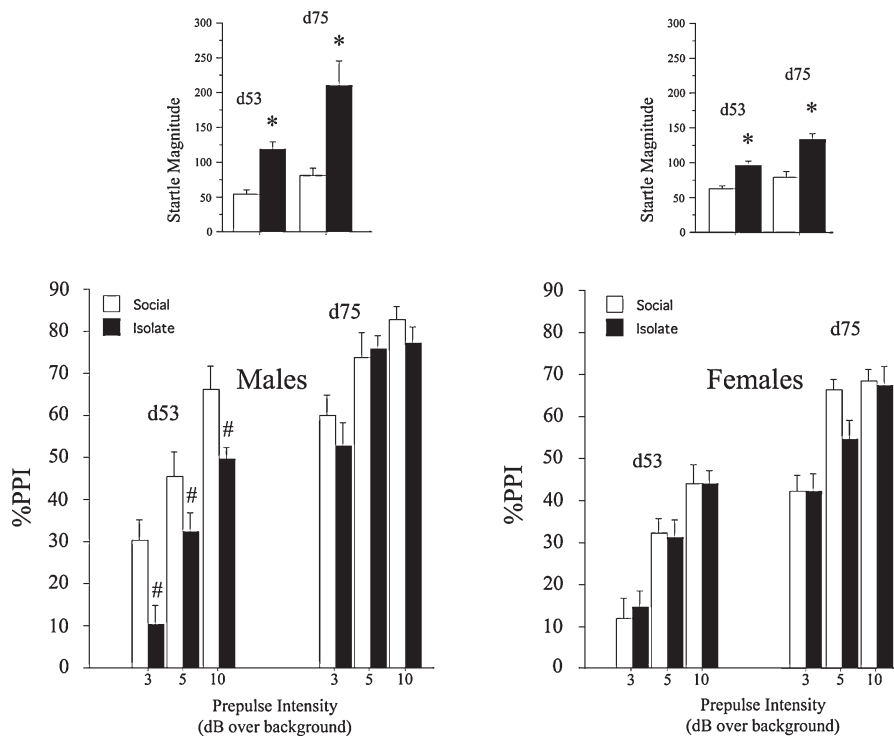 300
250
200
150
100
50
0
Startle Magnitude
d53
*
d75
*
300
250
200
150
100
50
0
Startle Magnitude
d53
*
d75
*
90
80
70
60
50
40
30
20
10
0
%PPI
Social
Isolate
Males
d53
#
#
#
d75
3 5 10 3 5 10
Prepulse Intensity
(dB over background)
90
80
70
60
50
40
30
20
10
0
%PPI
Social
Isolate
Females
d53
d75
3 5 10 3 5 10
Prepulse Intensity
(dB over background)